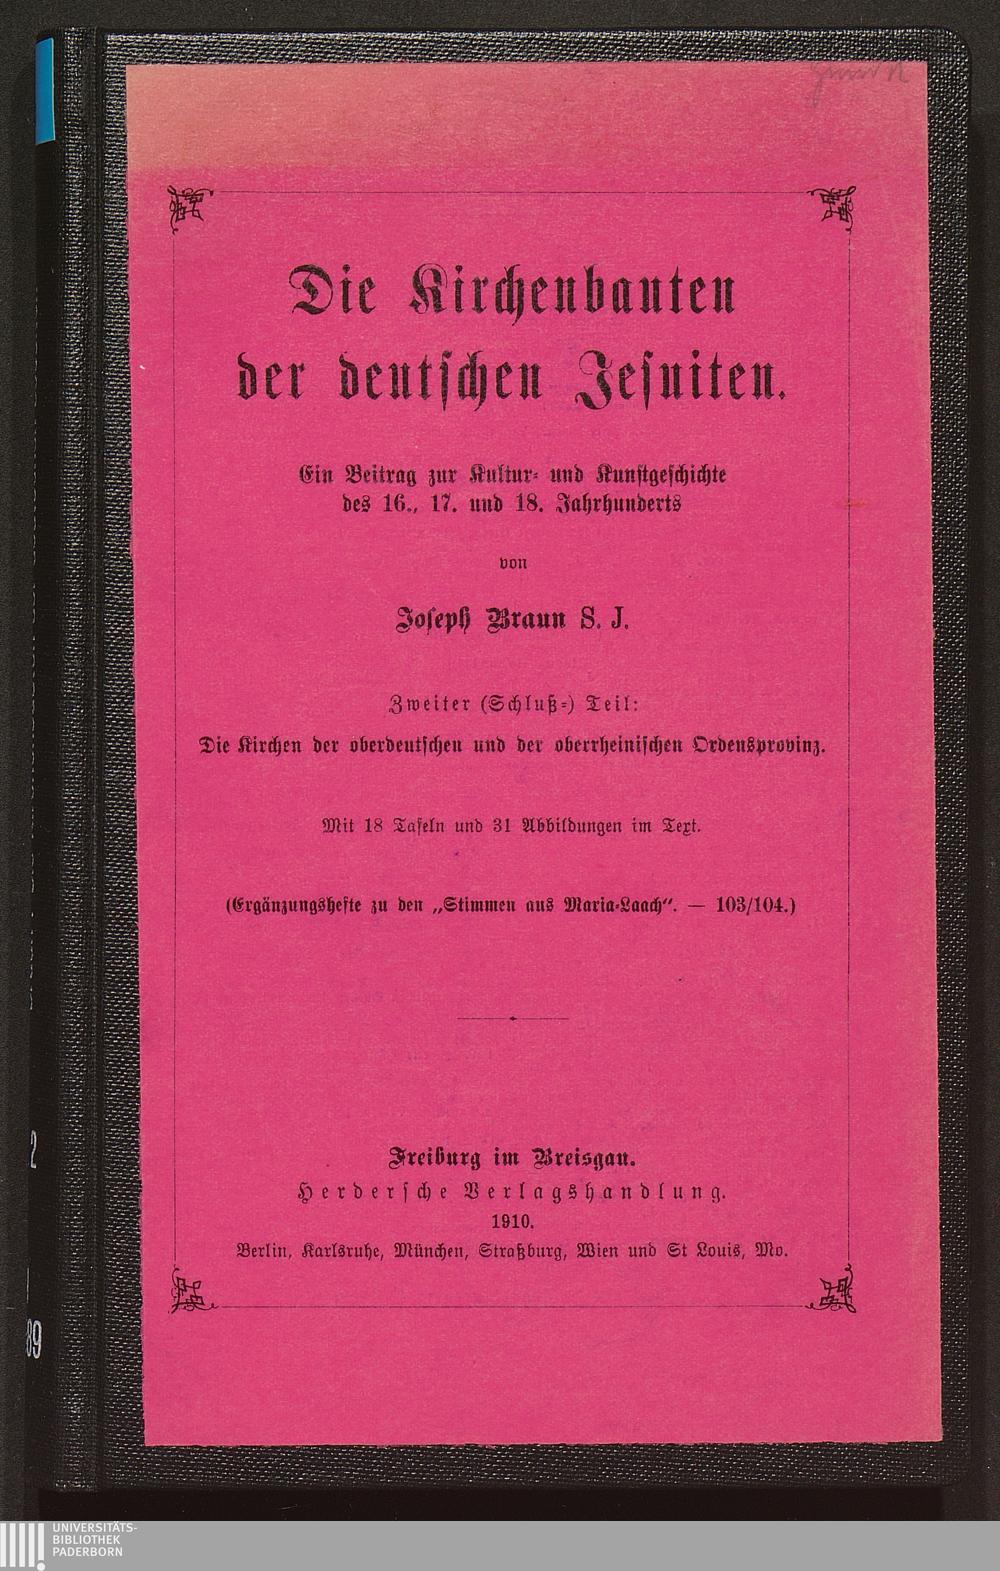 Die Kirchenbauten
der deutschen Jesuiten.
Ein Beitrag zur Kultur- und Kunstgeschichte
des 16., 17. und 18. Jahrhunderts
von
Joseph Braun S. J.
Zweiter (Schluß-) Teil:
Die Kirchen der oberdeutschen und der oberrheinischen Ordensprovinz.
Mit 18 Tafeln und 31 Abbildungen im Text.
(Ergänzungshefte zu den „Stimmen aus Maria-Laach“. — 103/104.)
Freiburg im Breisgau.
Herdersche Verlagshandlung.
1910.
Berlin, Karlsruhe, München, Straßburg, Wien und St Louis, Mo.
2
89
UNIVERSITÄTS-
BIBLIOTHEK
PADERBORN